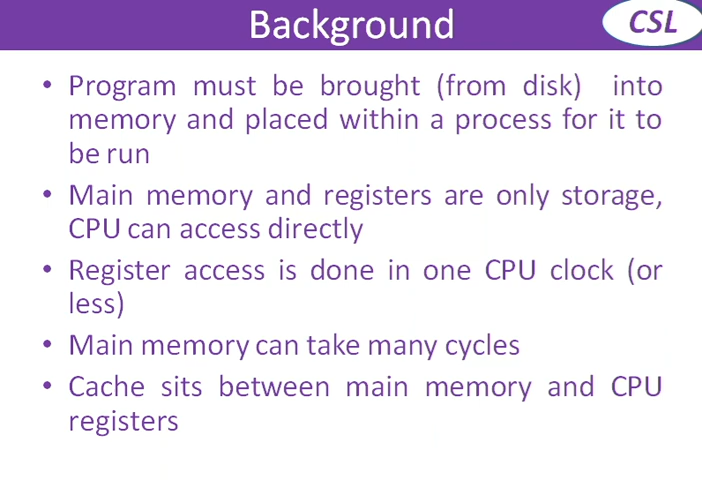 Background
CSL
• Program must be brought (from disk) into
memory and placed within a process for it to
be run
• Main memory and registers are only storage,
CPU can access directly
• Register access is done in one CPU clock (or
less)
• Main memory can take many cycles
• Cache sits between main memory and CPU
registers